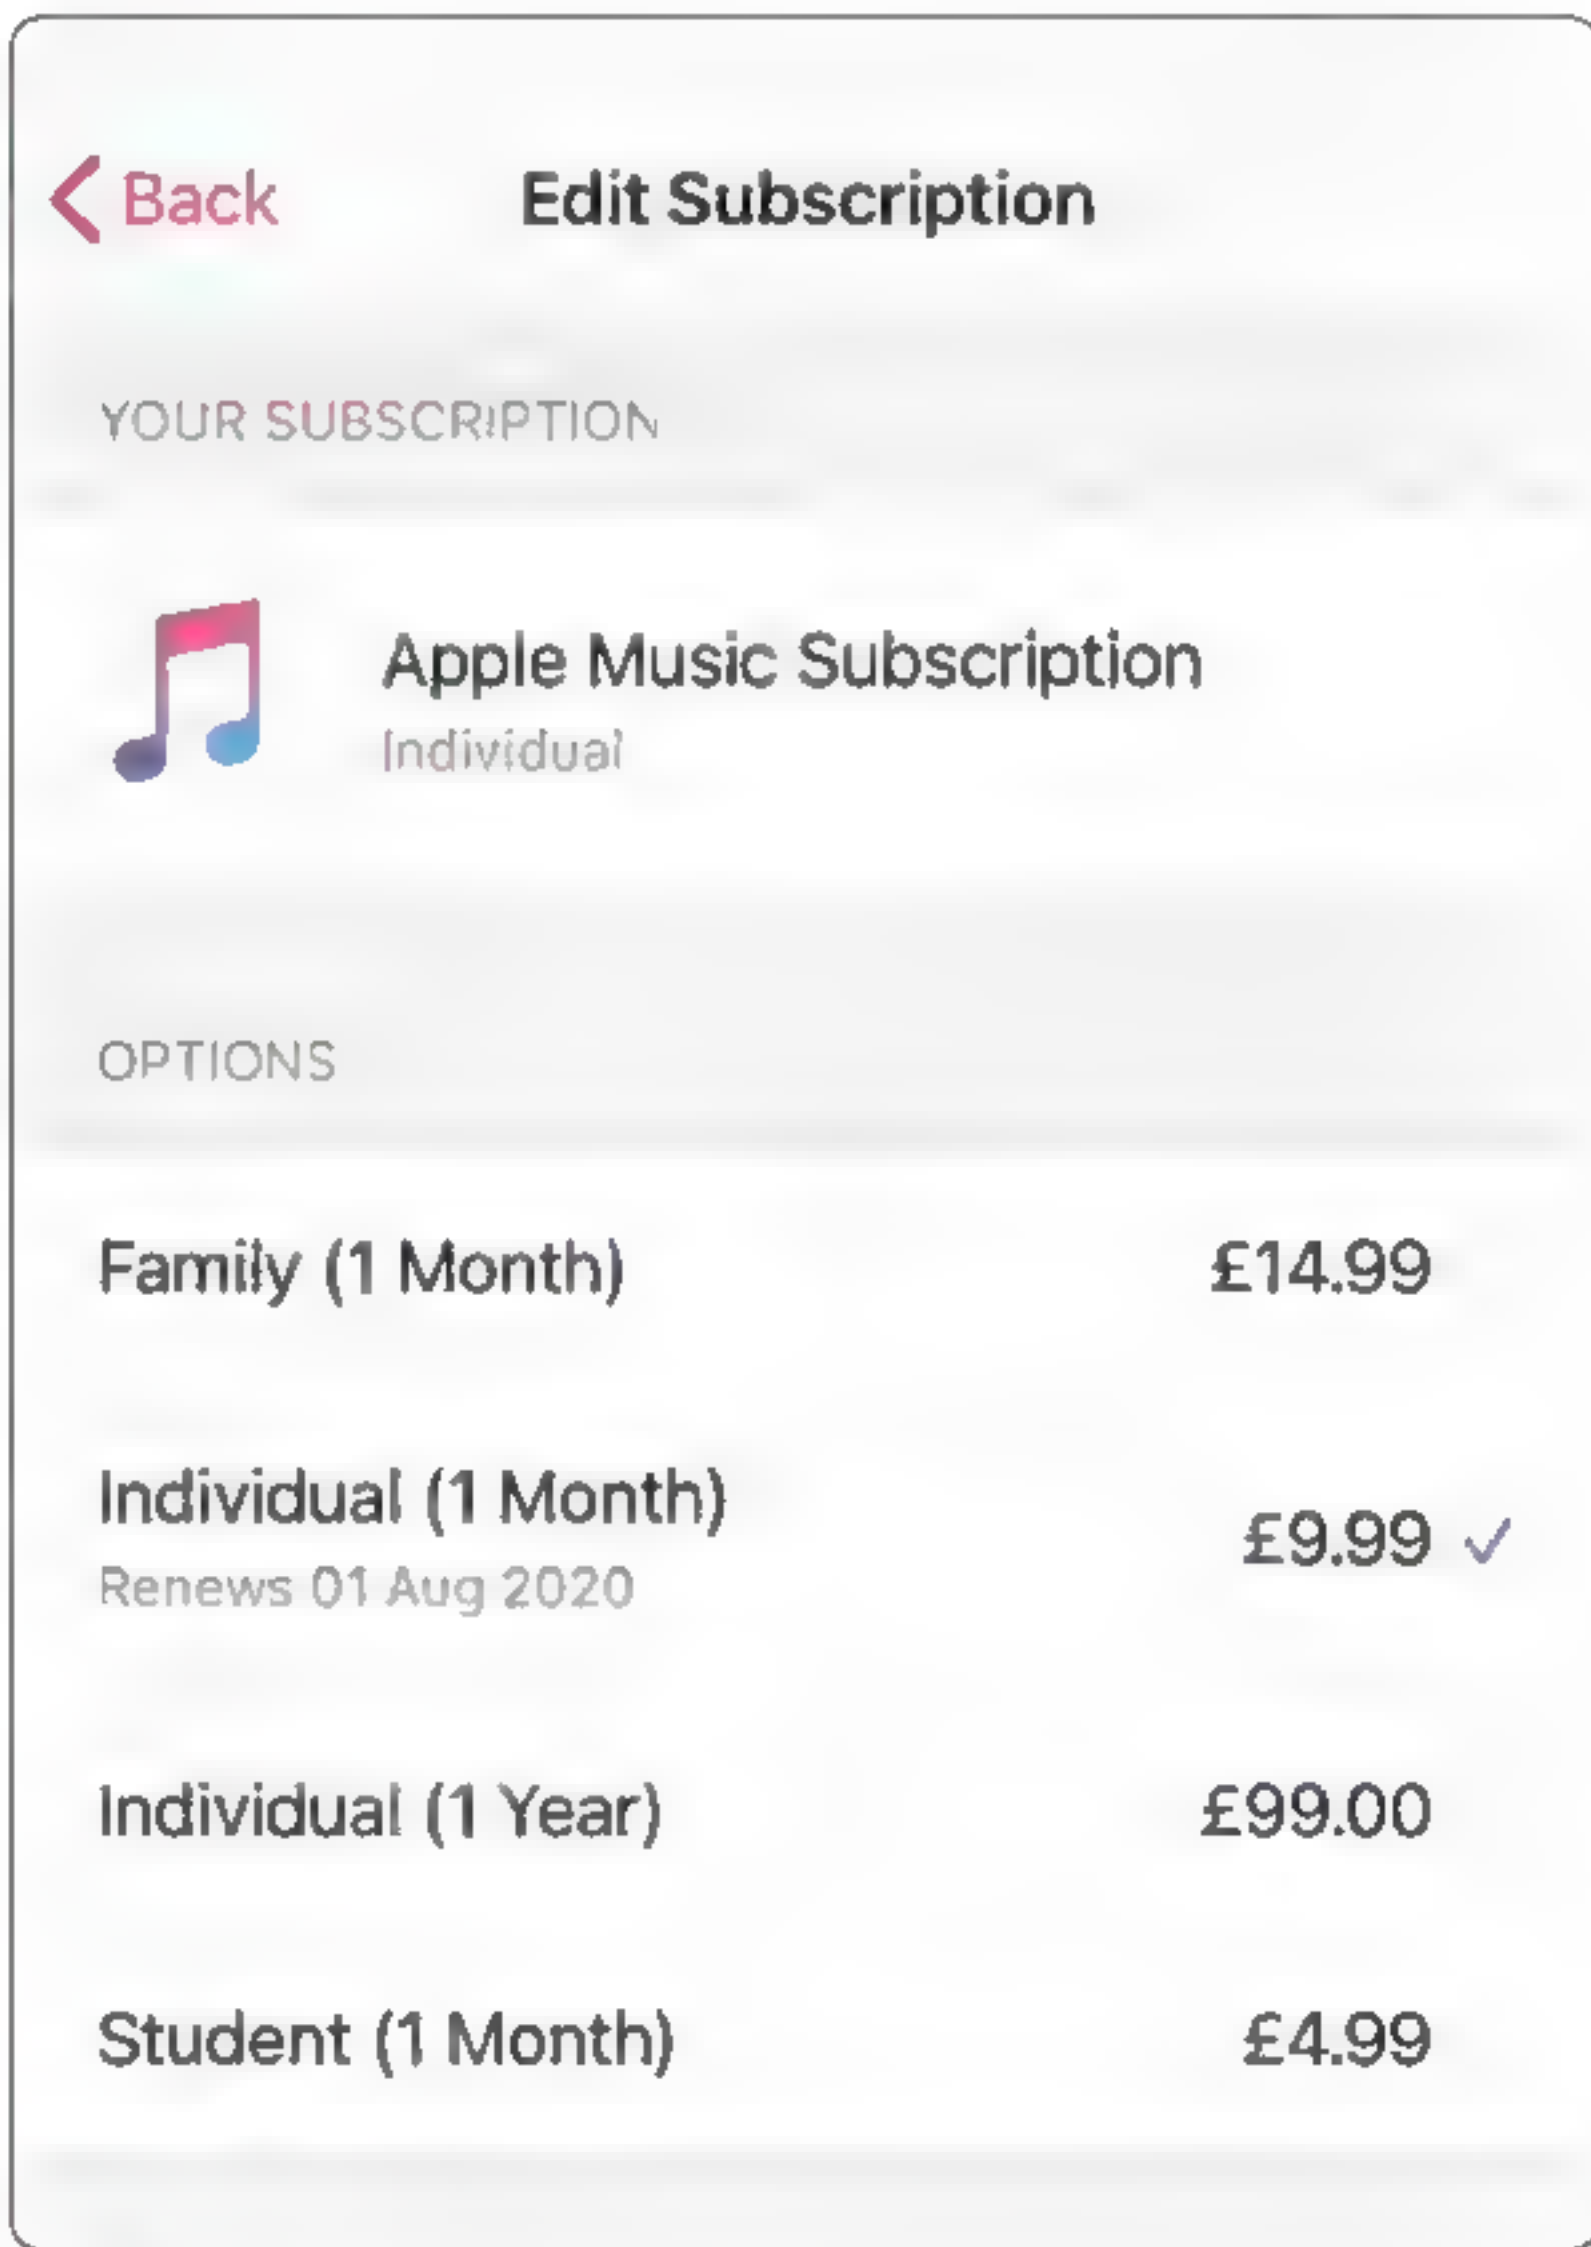 Back
Edit Subscription
YOUR SUBSCRIPTION
Apple Music Subscription
Individual
OPTIONS
Family (1 Month) £14.99
Individual (1 Month) £9.99
Renews 01 Aug 2020
Individual (1 Year) £99.00
Student (1 Month) £4.99